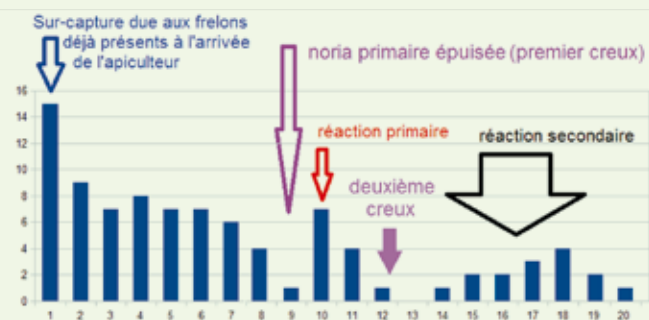 Sur-capture due aux frelons
déjà présents à l'arrivée
de l'apiculteur
noria primaire épuisée (premier creux)
réaction primaire
réaction secondaire
deuxième
creux
16
14
12
10
8
6
4
2
0
1 2 3 4 5 6 7 8 9 10 11 12 13 14 15 16 17 18 19 20